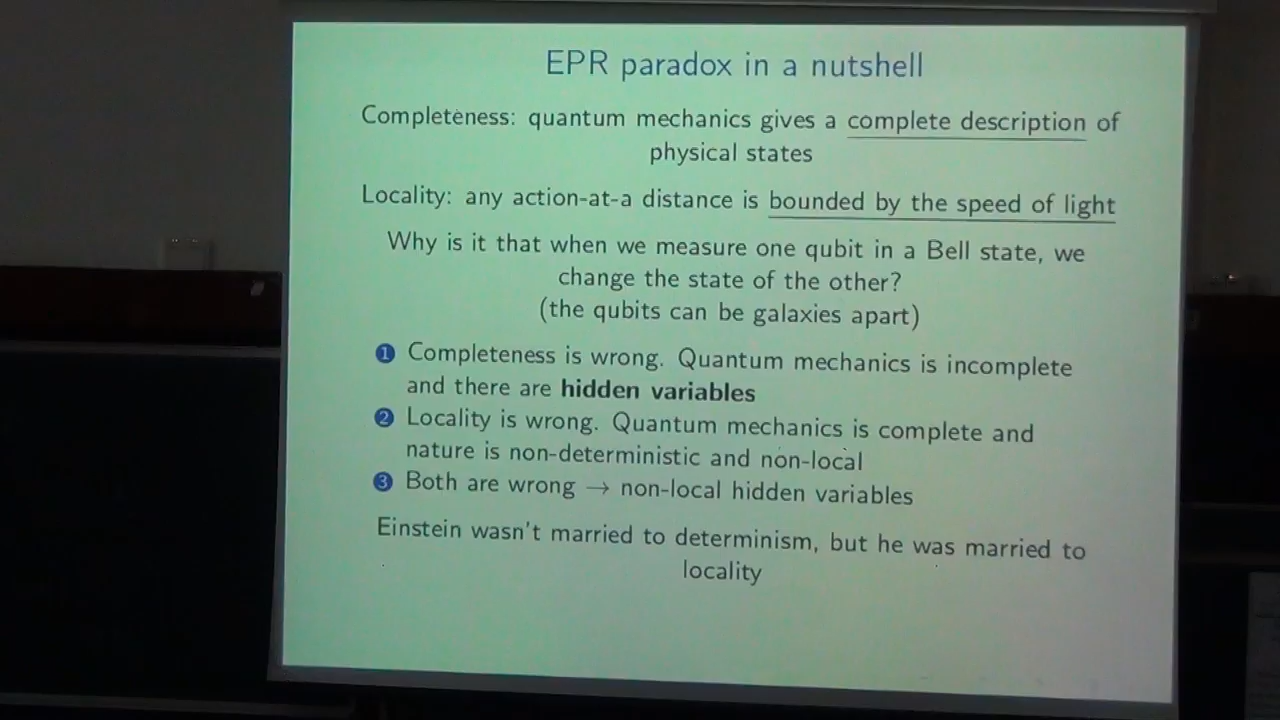 EPR paradox in a nutshell
Completeness: quantum mechanics gives a complete description of
physical states
Locality: any action-at-a distance is bounded by the speed of light
Why is it that when we measure one qubit in a Bell state, we
change the state of the other?
(the qubits can be galaxies apart)
1 Completeness is wrong. Quantum mechanics is incomplete
and there are hidden variables
2 Locality is wrong. Quantum mechanics is complete and
nature is non-deterministic and non-local
3 Both are wrong → non-local hidden variables
Einstein wasn't married to determinism, but he was married to
locality